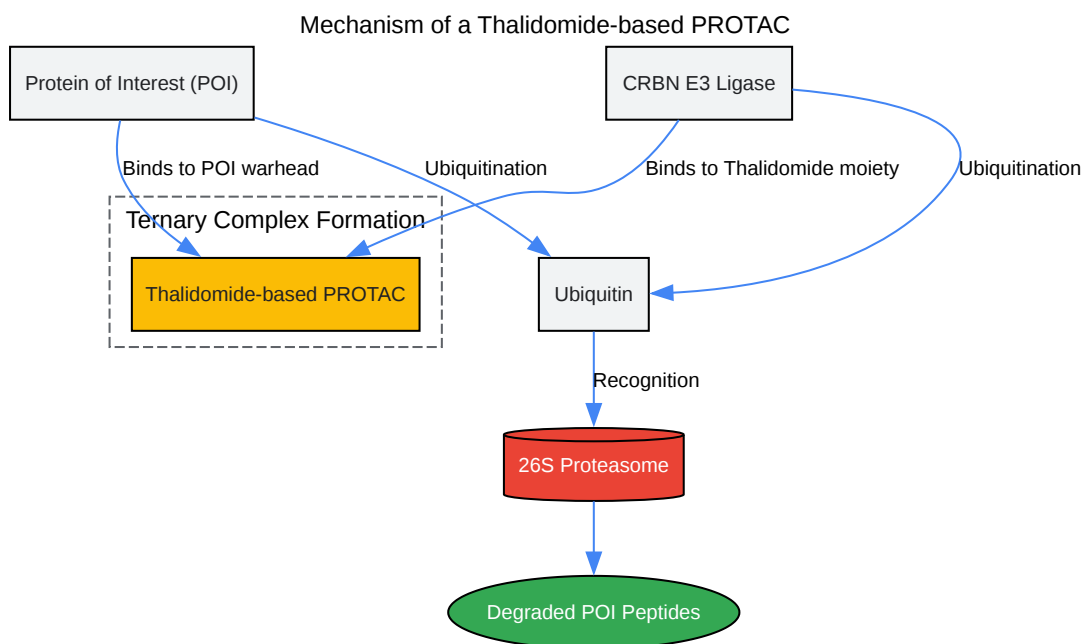 Mechanism of a Thalidomide-based PROTAC
Protein of Interest (POI)
CRBN E3 Ligase
Binds to POI warhead
Ubiquitination
Binds to Thalidomide moiety
Ubiquitination
Ternary Complex Formation
Thalidomide-based PROTAC
Ubiquitin
Recognition
26S Proteasome
Degraded POI Peptides